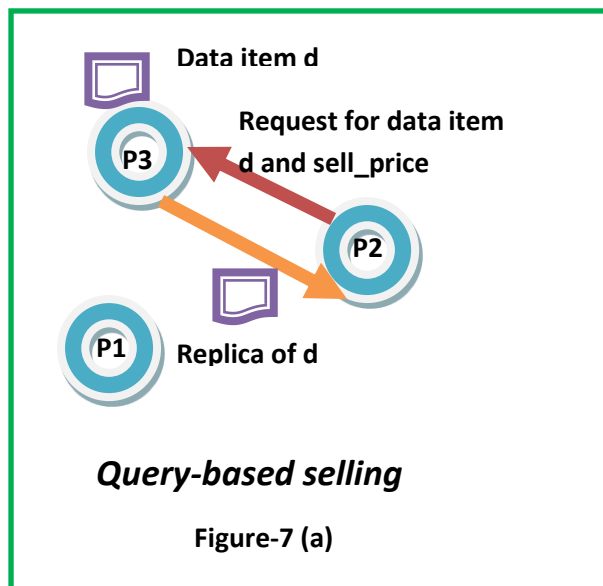 Data item d
Request for data item
d and sell_price
P3
P2
P1
Replica of d
Query-based selling
Figure-7 (a)